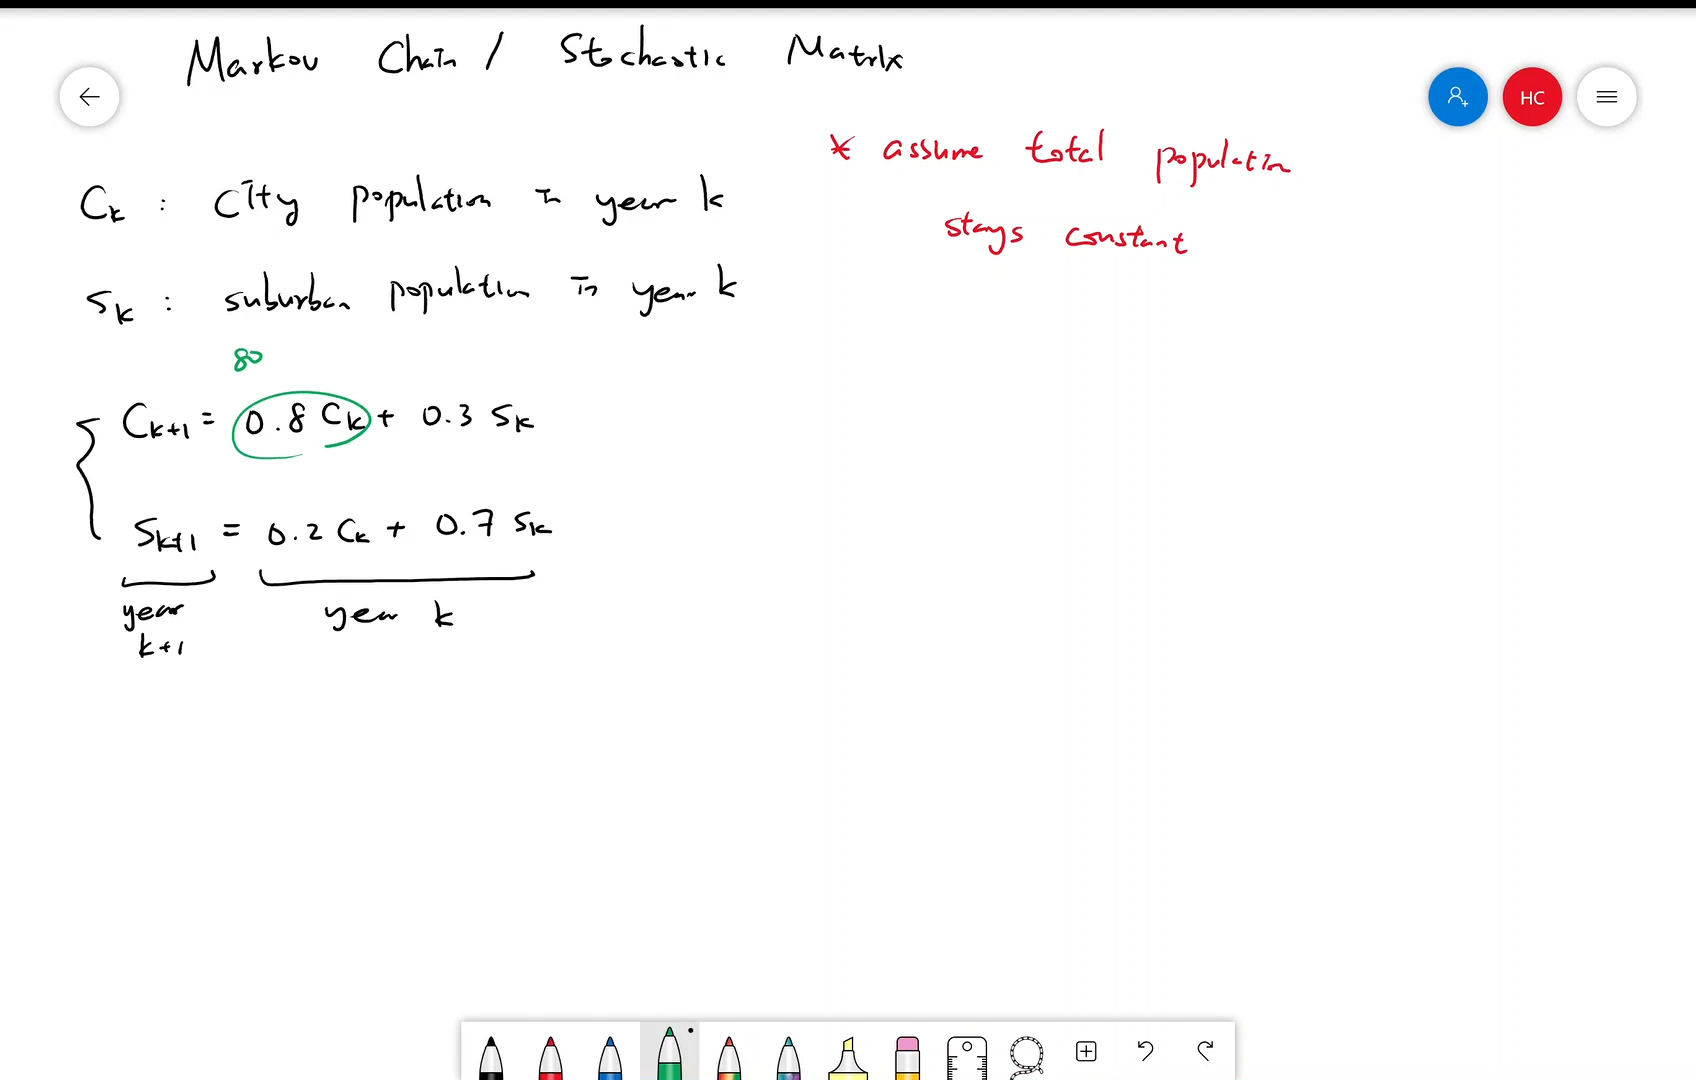 Markov Chain / Stochastic Matrix
* assume total population
stays constant
HC
Ck : City population in year k
Sk : suburban population in year k
80
Ck+1 = 0.8 Ck + 0.3 Sk
Sk+1 = 0.2 Ck + 0.7 Sk
year k+1
year k